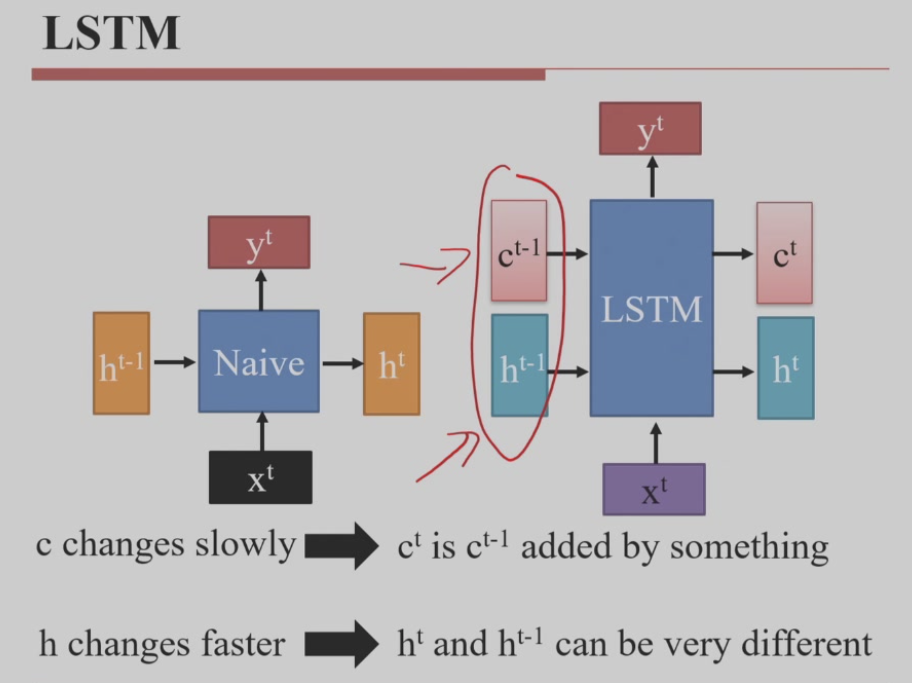 LSTM
y^t
c^t-1
c^t
LSTM
y^t
h^t-1
Naive
h^t
h^t-1
h^t
x^t
x^t
c changes slowly c^t is c^t-1 added by something
h changes faster h^t and h^t-1 can be very different